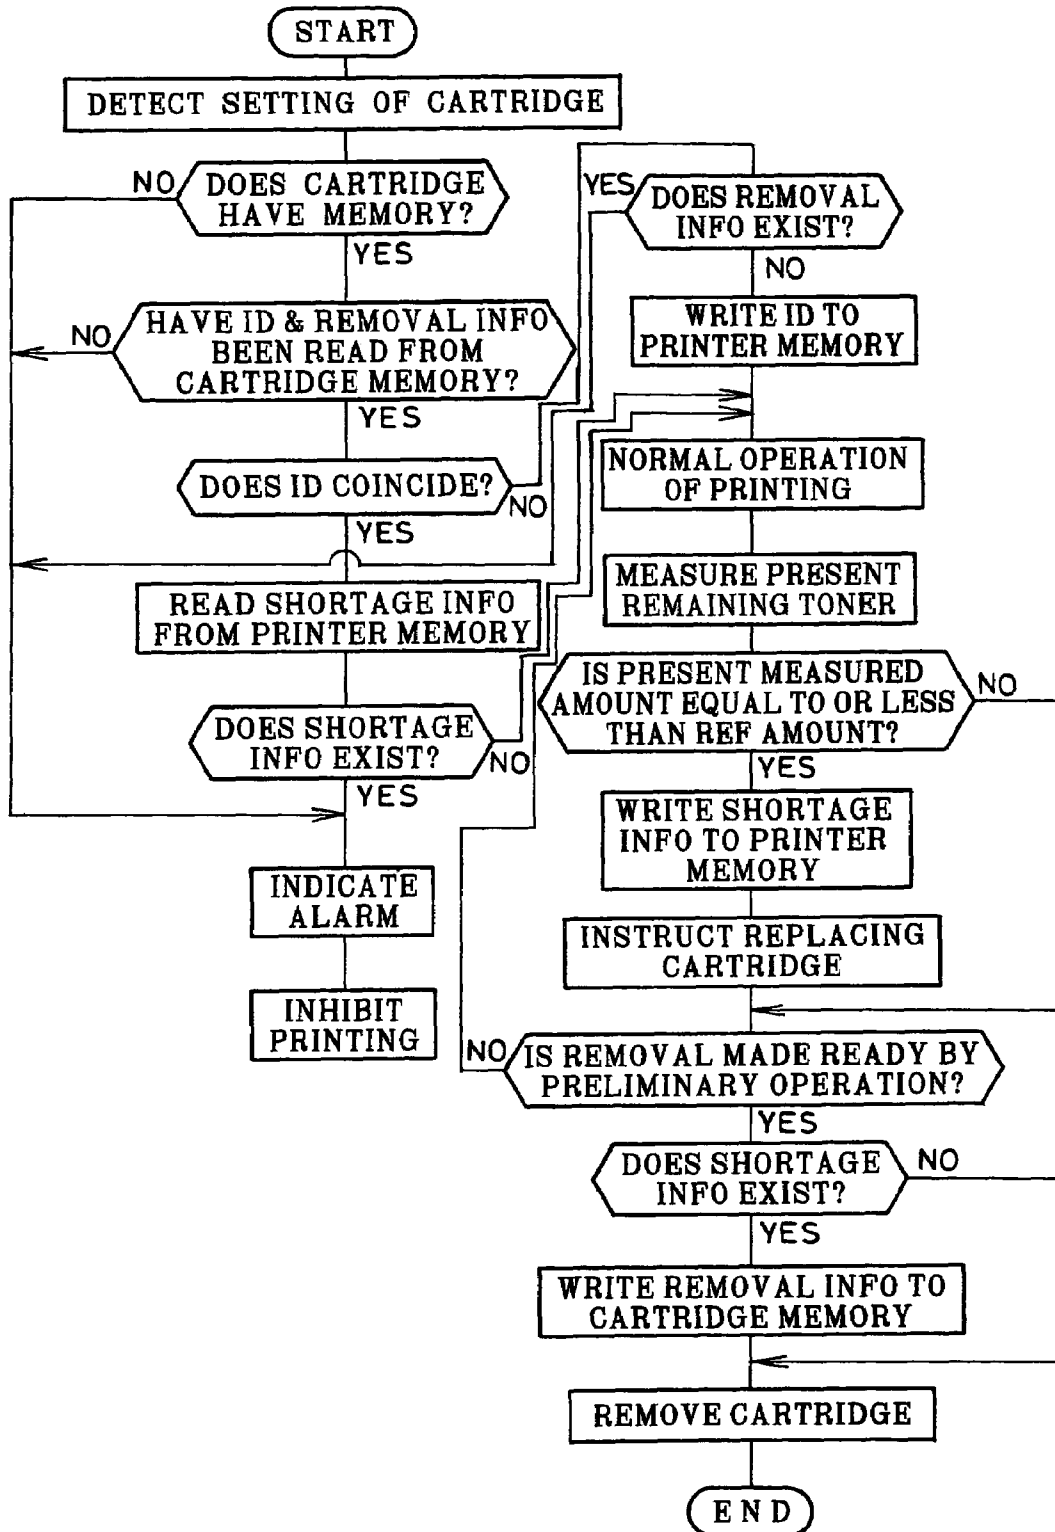 START
DETECT SETTING OF CARTRIDGE
NO
DOES CARTRIDGE
HAVE MEMORY?
YES
HAVE ID & REMOVAL INFO
BEEN READ FROM
CARTRIDGE MEMORY?
NO
YES
DOES ID COINCIDE?
NO
YES
READ SHORTAGE INFO
FROM PRINTER MEMORY
DOES SHORTAGE
INFO EXIST?
NO
YES
INDICATE
ALARM
INHIBIT
PRINTING
YES
DOES REMOVAL
INFO EXIST?
NO
WRITE ID TO
PRINTER MEMORY
NORMAL OPERATION
OF PRINTING
MEASURE PRESENT
REMAINING TONER
IS PRESENT MEASURED
AMOUNT EQUAL TO OR LESS
THAN REF AMOUNT?
NO
YES
WRITE SHORTAGE
INFO TO PRINTER
MEMORY
INSTRUCT REPLACING
CARTRIDGE
NO
IS REMOVAL MADE READY BY
PRELIMINARY OPERATION?
YES
DOES SHORTAGE
INFO EXIST?
NO
YES
WRITE REMOVAL INFO TO
CARTRIDGE MEMORY
REMOVE CARTRIDGE
END